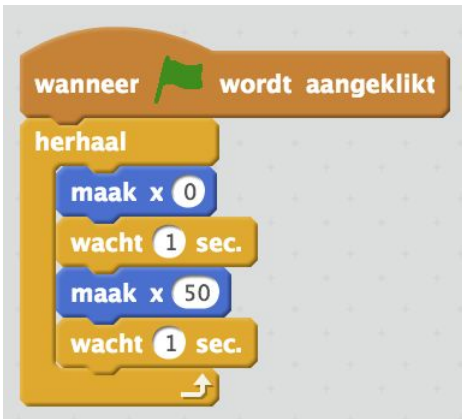 wanneer wordt aangeklikt
herhaal
maak x 0
wacht 1 sec.
maak x 50
wacht 1 sec.